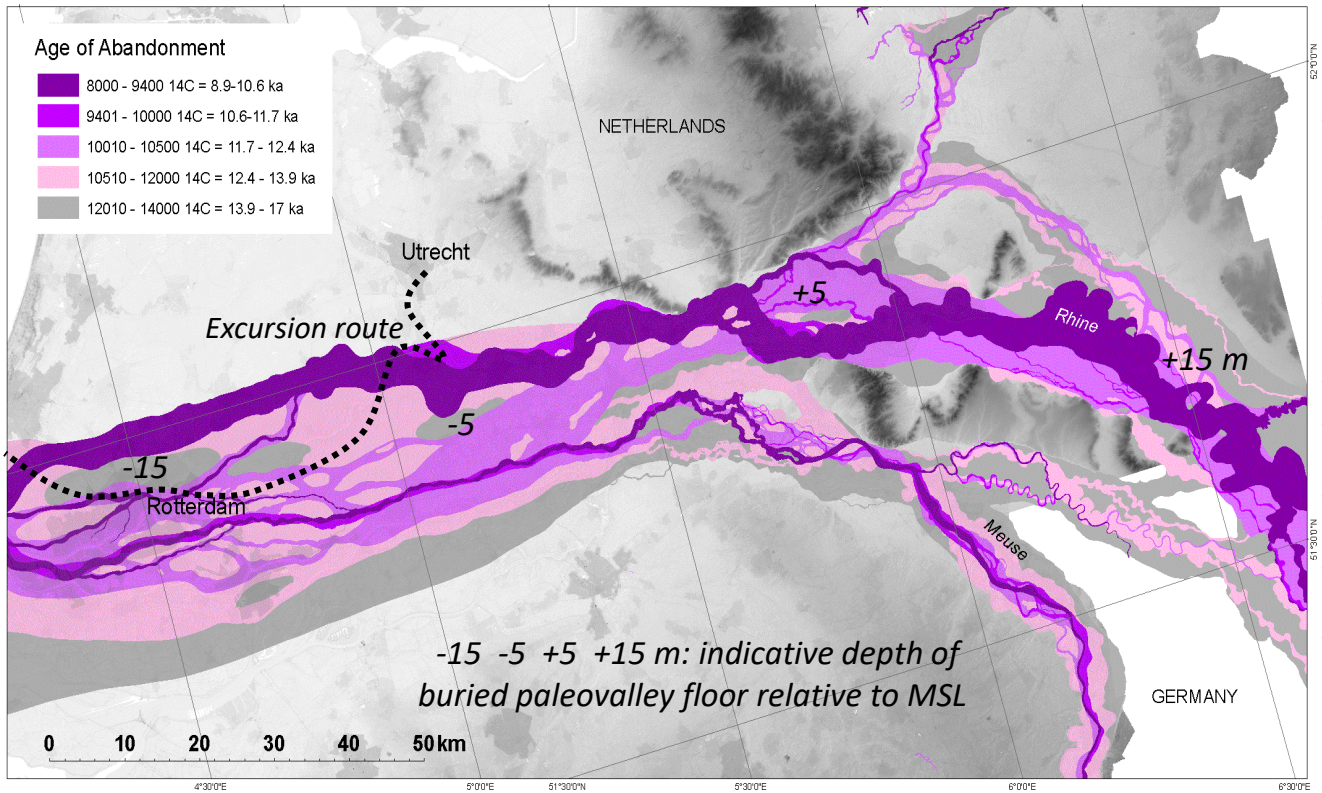 Age of Abandonment
8000 - 9400 14C = 8.9-10.6 ka
9401 - 10000 14C = 10.6-11.7 ka
10010 - 10500 14C = 11.7 - 12.4 ka
10510 - 12000 14C = 12.4 - 13.9 ka
12010 - 14000 14C = 13.9 - 17 ka
NETHERLANDS
52°0'0"N
Utrecht
+5
Excursion route
Rhine
+15 m
-5
-15
Rotterdam
Meuse
51°30'0"N
-15 -5 +5 +15 m: indicative depth of
buried paleovalley floor relative to MSL
GERMANY
0 10 20 30 40 50km
4°30'0"E 5°0'0"E 51°30'0"N 5°30'0"E 6°0'0"E 6°30'0"E